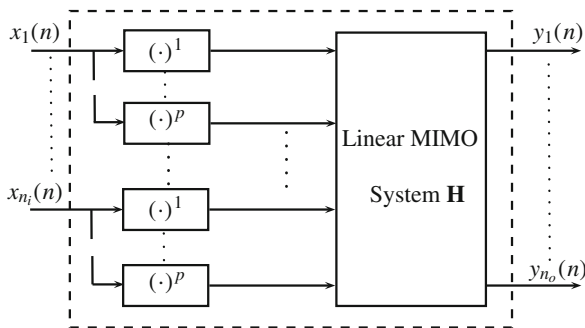 x₁(n)
(·)¹
y₁(n)
(·)ᵖ
Linear MIMO
System H
xₙᵢ(n)
(·)¹
(·)ᵖ
yₙₒ(n)